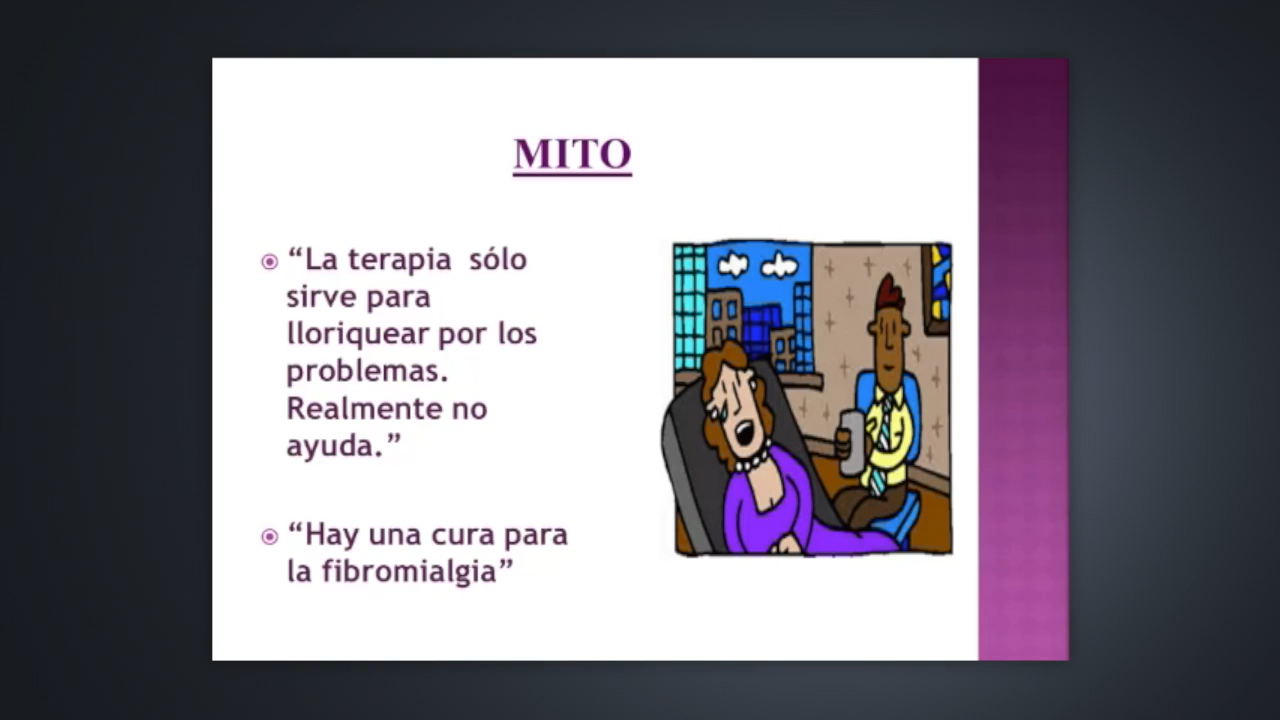 MITO
“La terapia sólo
sirve para
lloriquear por los
problemas.
Realmente no
ayuda.”
“Hay una cura para
la fibromialgia”